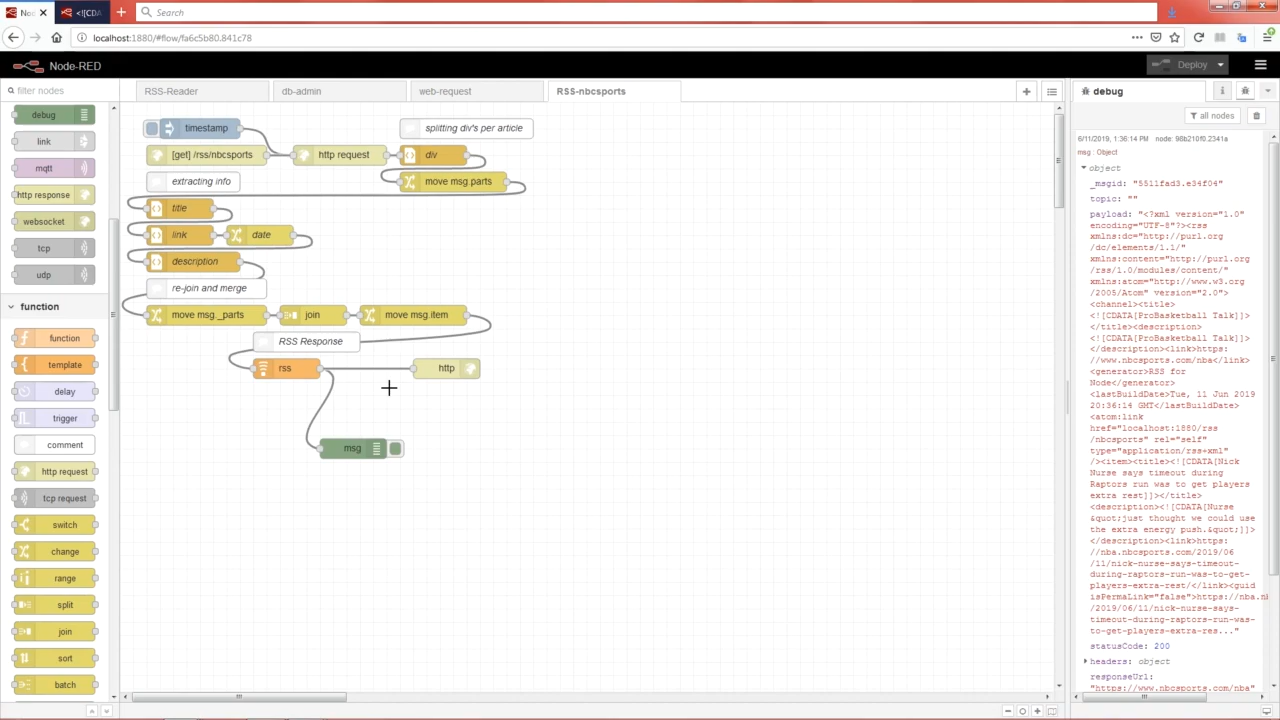 Nod
<![CDA
Search
localhost:1880/#flow/fa6c5b80.841c78
Node-RED
Deploy
filter nodes
RSS-Reader
db-admin
web-request
RSS-nbcsports
debug
all nodes
debug
link
mqtt
http response
websocket
tcp
udp
function
function
template
delay
trigger
comment
http request
tcp request
switch
change
range
split
join
sort
batch
timestamp
splitting div's per article
[get] /rss/nbcsports
http request
div
extracting info
move msg.parts
title
link
date
description
re-join and merge
move msg._parts
join
move msg.item
RSS Response
rss
http
msg
6/11/2019, 1:36:14 PM node: 98b210f0.2341a
msg : Object
object
_msgid: "5511fad3.e34f04"
topic: ""
payload: "<?xml version="1.0"
encoding="UTF-8"?><rss
xmlns:dc="http://purl.org
/dc/elements/1.1/"
xmlns:content="http://purl.org
/rss/1.0/modules/content/"
xmlns:atom="http://www.w3.org
/2005/Atom" version="2.0">
<channel><title>
<![CDATA[ProBasketball Talk]]>
</title><description>
<![CDATA[ProBasketball Talk]]>
</description><link>https:
//www.nbcsports.com/nba</link>
<generator>RSS for
Node</generator>
<lastBuildDate>Tue, 11 Jun 2019
20:36:14 GMT</lastBuildDate>
<atom:link
href="localhost:1880/rss
/nbcsports" rel="self"
type="application/rss+xml"
/><item><title><![CDATA[Nick
Nurse says timeout during
Raptors run was to get players
extra rest]]></title>
<description><![CDATA[Nurse
&quot;just thought we could use
the extra energy push.&quot;]]>
</description><link>https:
//nba.nbcsports.com/2019/06
/11/nick-nurse-says-timeout-
during-raptors-run-was-to-get-
players-extra-rest/</link><guid
isPermaLink="false">https://nba.nb
/2019/06/11/nick-nurse-says-
timeout-during-raptors-run-was-
to-get-players-extra-res..."
statusCode: 200
headers: object
responseUrl:
"https://www.nbcsports.com/nba"